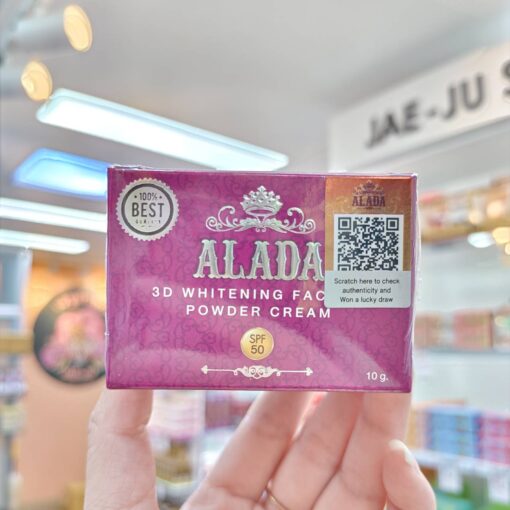 JAE-JU S
100%
BEST
ALADA
ALADA
3D WHITENING FAC
POWDER CREAM
SPF
50
10 g.
Scratch here to check
authenticity and
Won a lucky draw